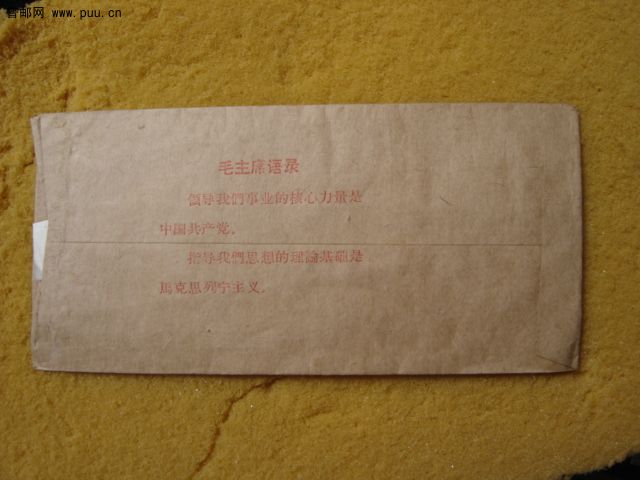 智邮网 www.puu.cn
毛主席语录
領导我們事业的核心力量是
中国共产党。
指导我們思想的理論基础是
馬克思列宁主义。